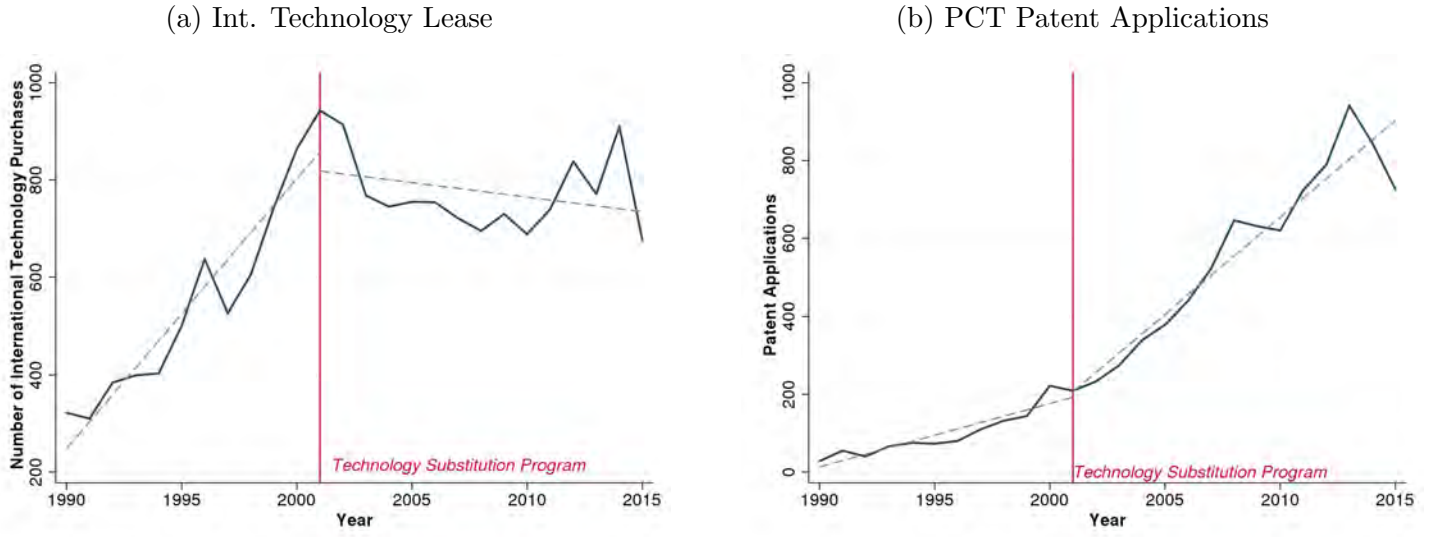 (a) Int. Technology Lease
Number of International Technology Purchases
1000
800
600
400
200
Technology Substitution Program
1990
1995
2000
2005
2010
2015
Year
(b) PCT Patent Applications
Patent Applications
1000
800
600
400
200
0
Technology Substitution Program
1990
1995
2000
2005
2010
2015
Year